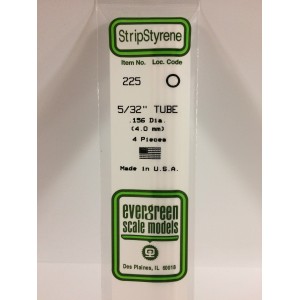 StripStyrene
Item No. Loc. Code
225
5/32" TUBE
.156 Dia.
(4.0 mm)
4 Pieces
Made in U.S.A.
evergreen
scale models
Des Plaines, IL 60018